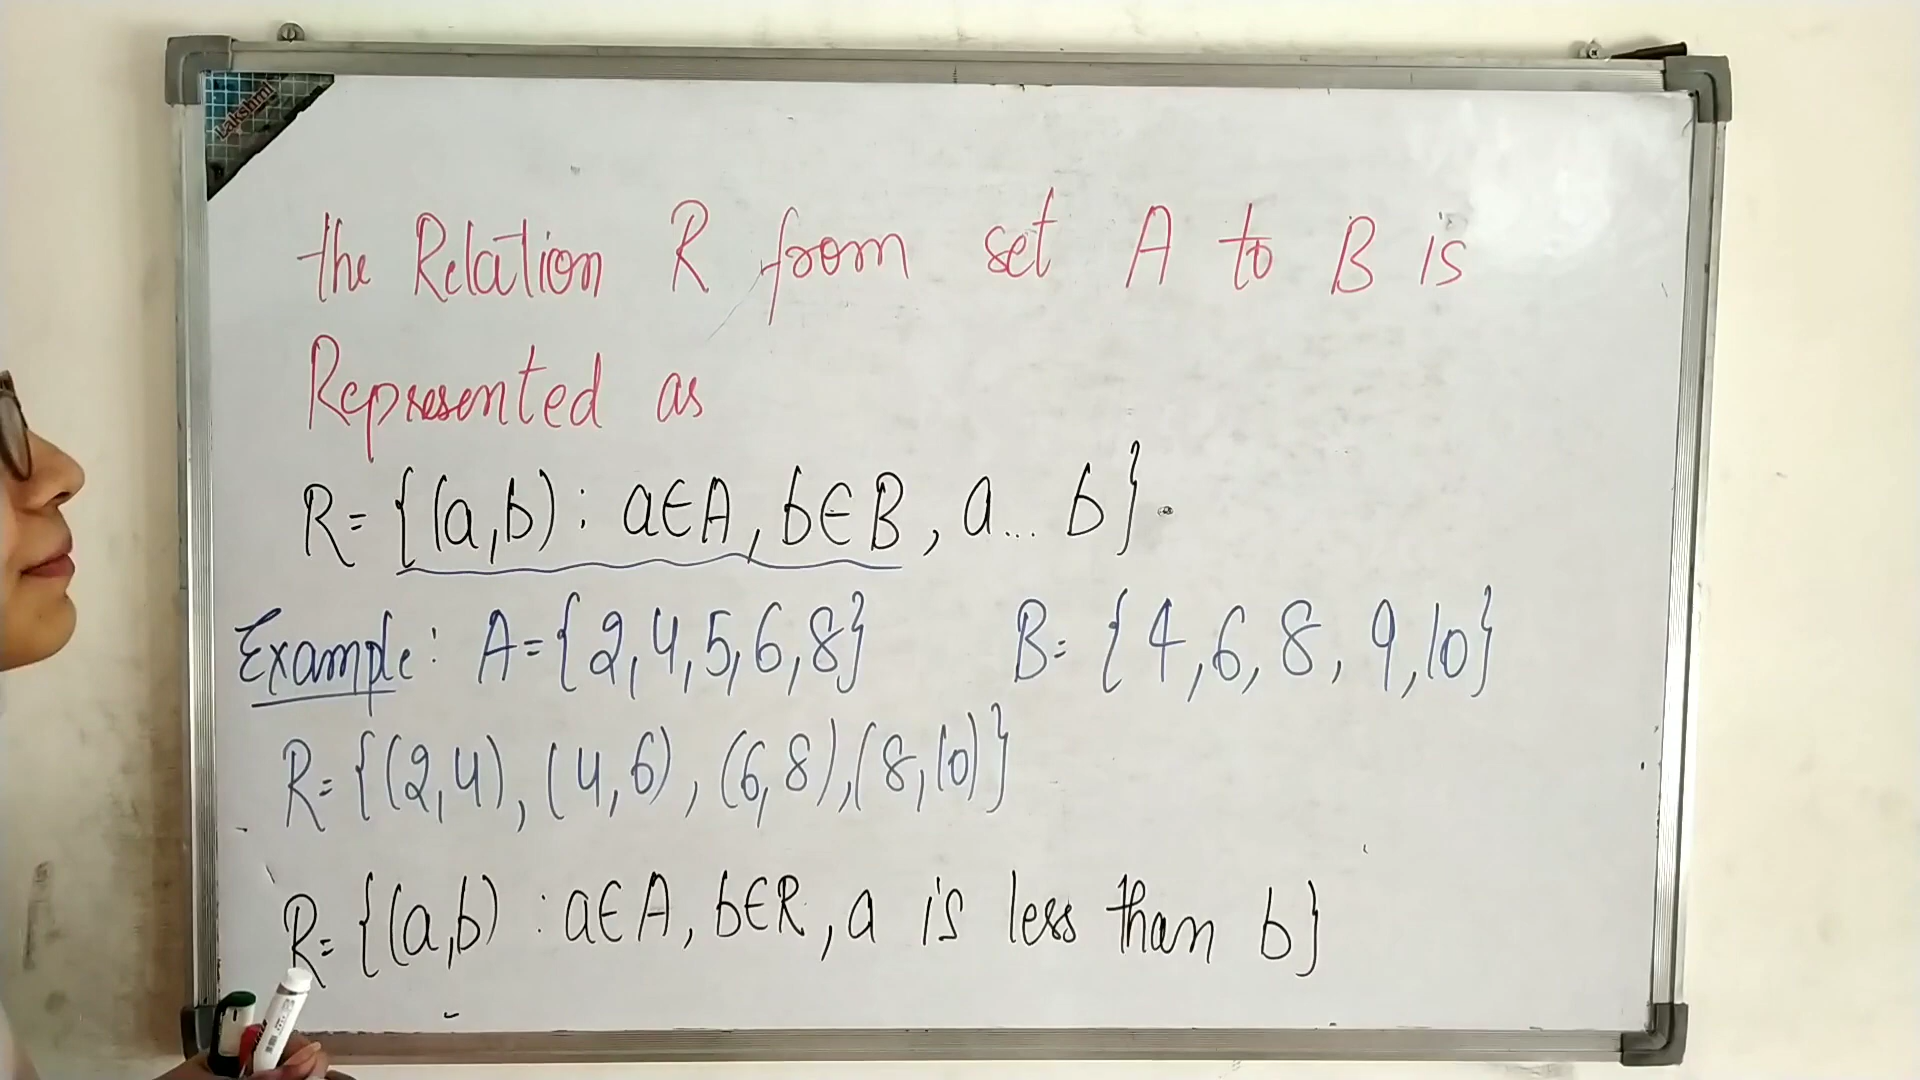 Lakshmi
the Relation R from set A to B is
Represented as
R= {(a,b) : a∈A, b∈B, a... b}.
Example: A={2,4,5,6,8} B= {4,6,8,9,10}
R= {(2,4), (4,6), (6,8), (8,10)}
R= {(a,b) : a∈A, b∈R, a is less than b}